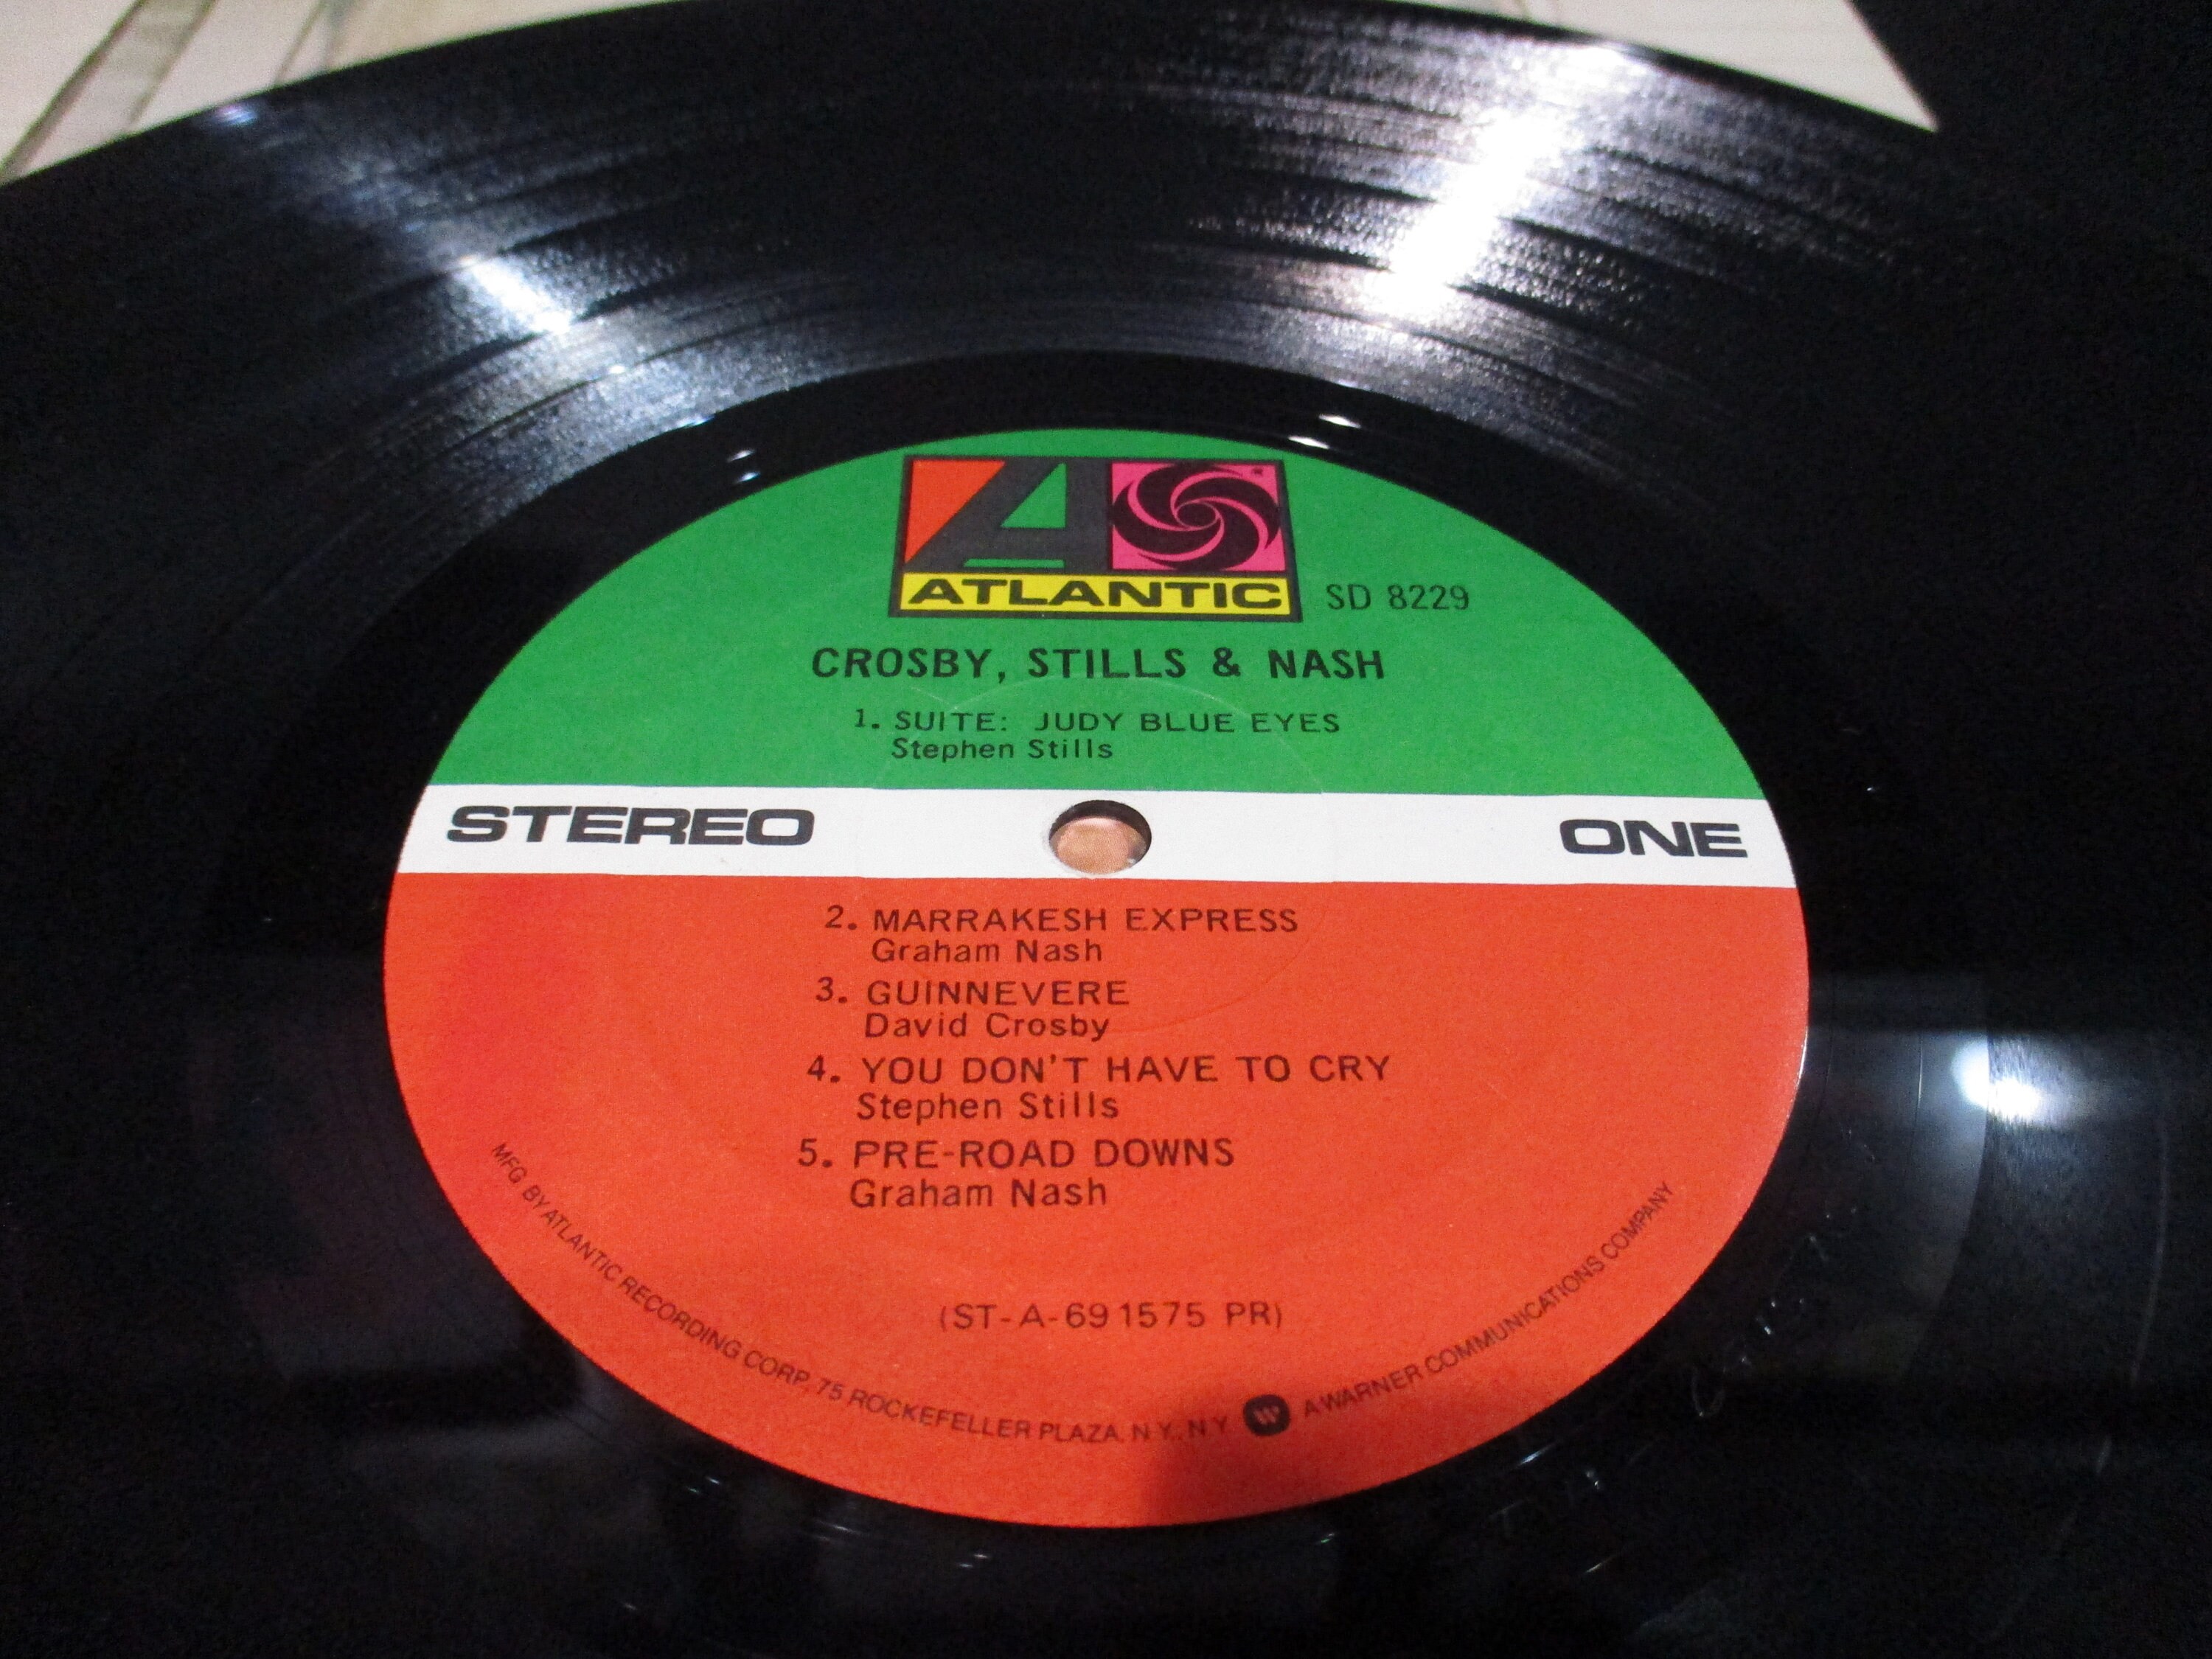 ATLANTIC
SD 8229
CROSBY, STILLS & NASH
1. SUITE: JUDY BLUE EYES
Stephen Stills
STEREO
ONE
2. MARRAKESH EXPRESS
Graham Nash
3. GUINNEVERE
David Crosby
4. YOU DON'T HAVE TO CRY
Stephen Stills
5. PRE-ROAD DOWNS
Graham Nash
(ST-A-691575 PR)
MFG BY ATLANTIC RECORDING CORP, 75 ROCKEFELLER PLAZA, N.Y., N.Y. W A WARNER COMMUNICATIONS COMPANY